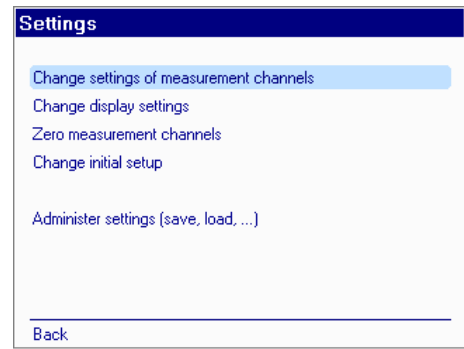 Settings
Change settings of measurement channels
Change display settings
Zero measurement channels
Change initial setup
Administer settings (save, load, ...)
Back